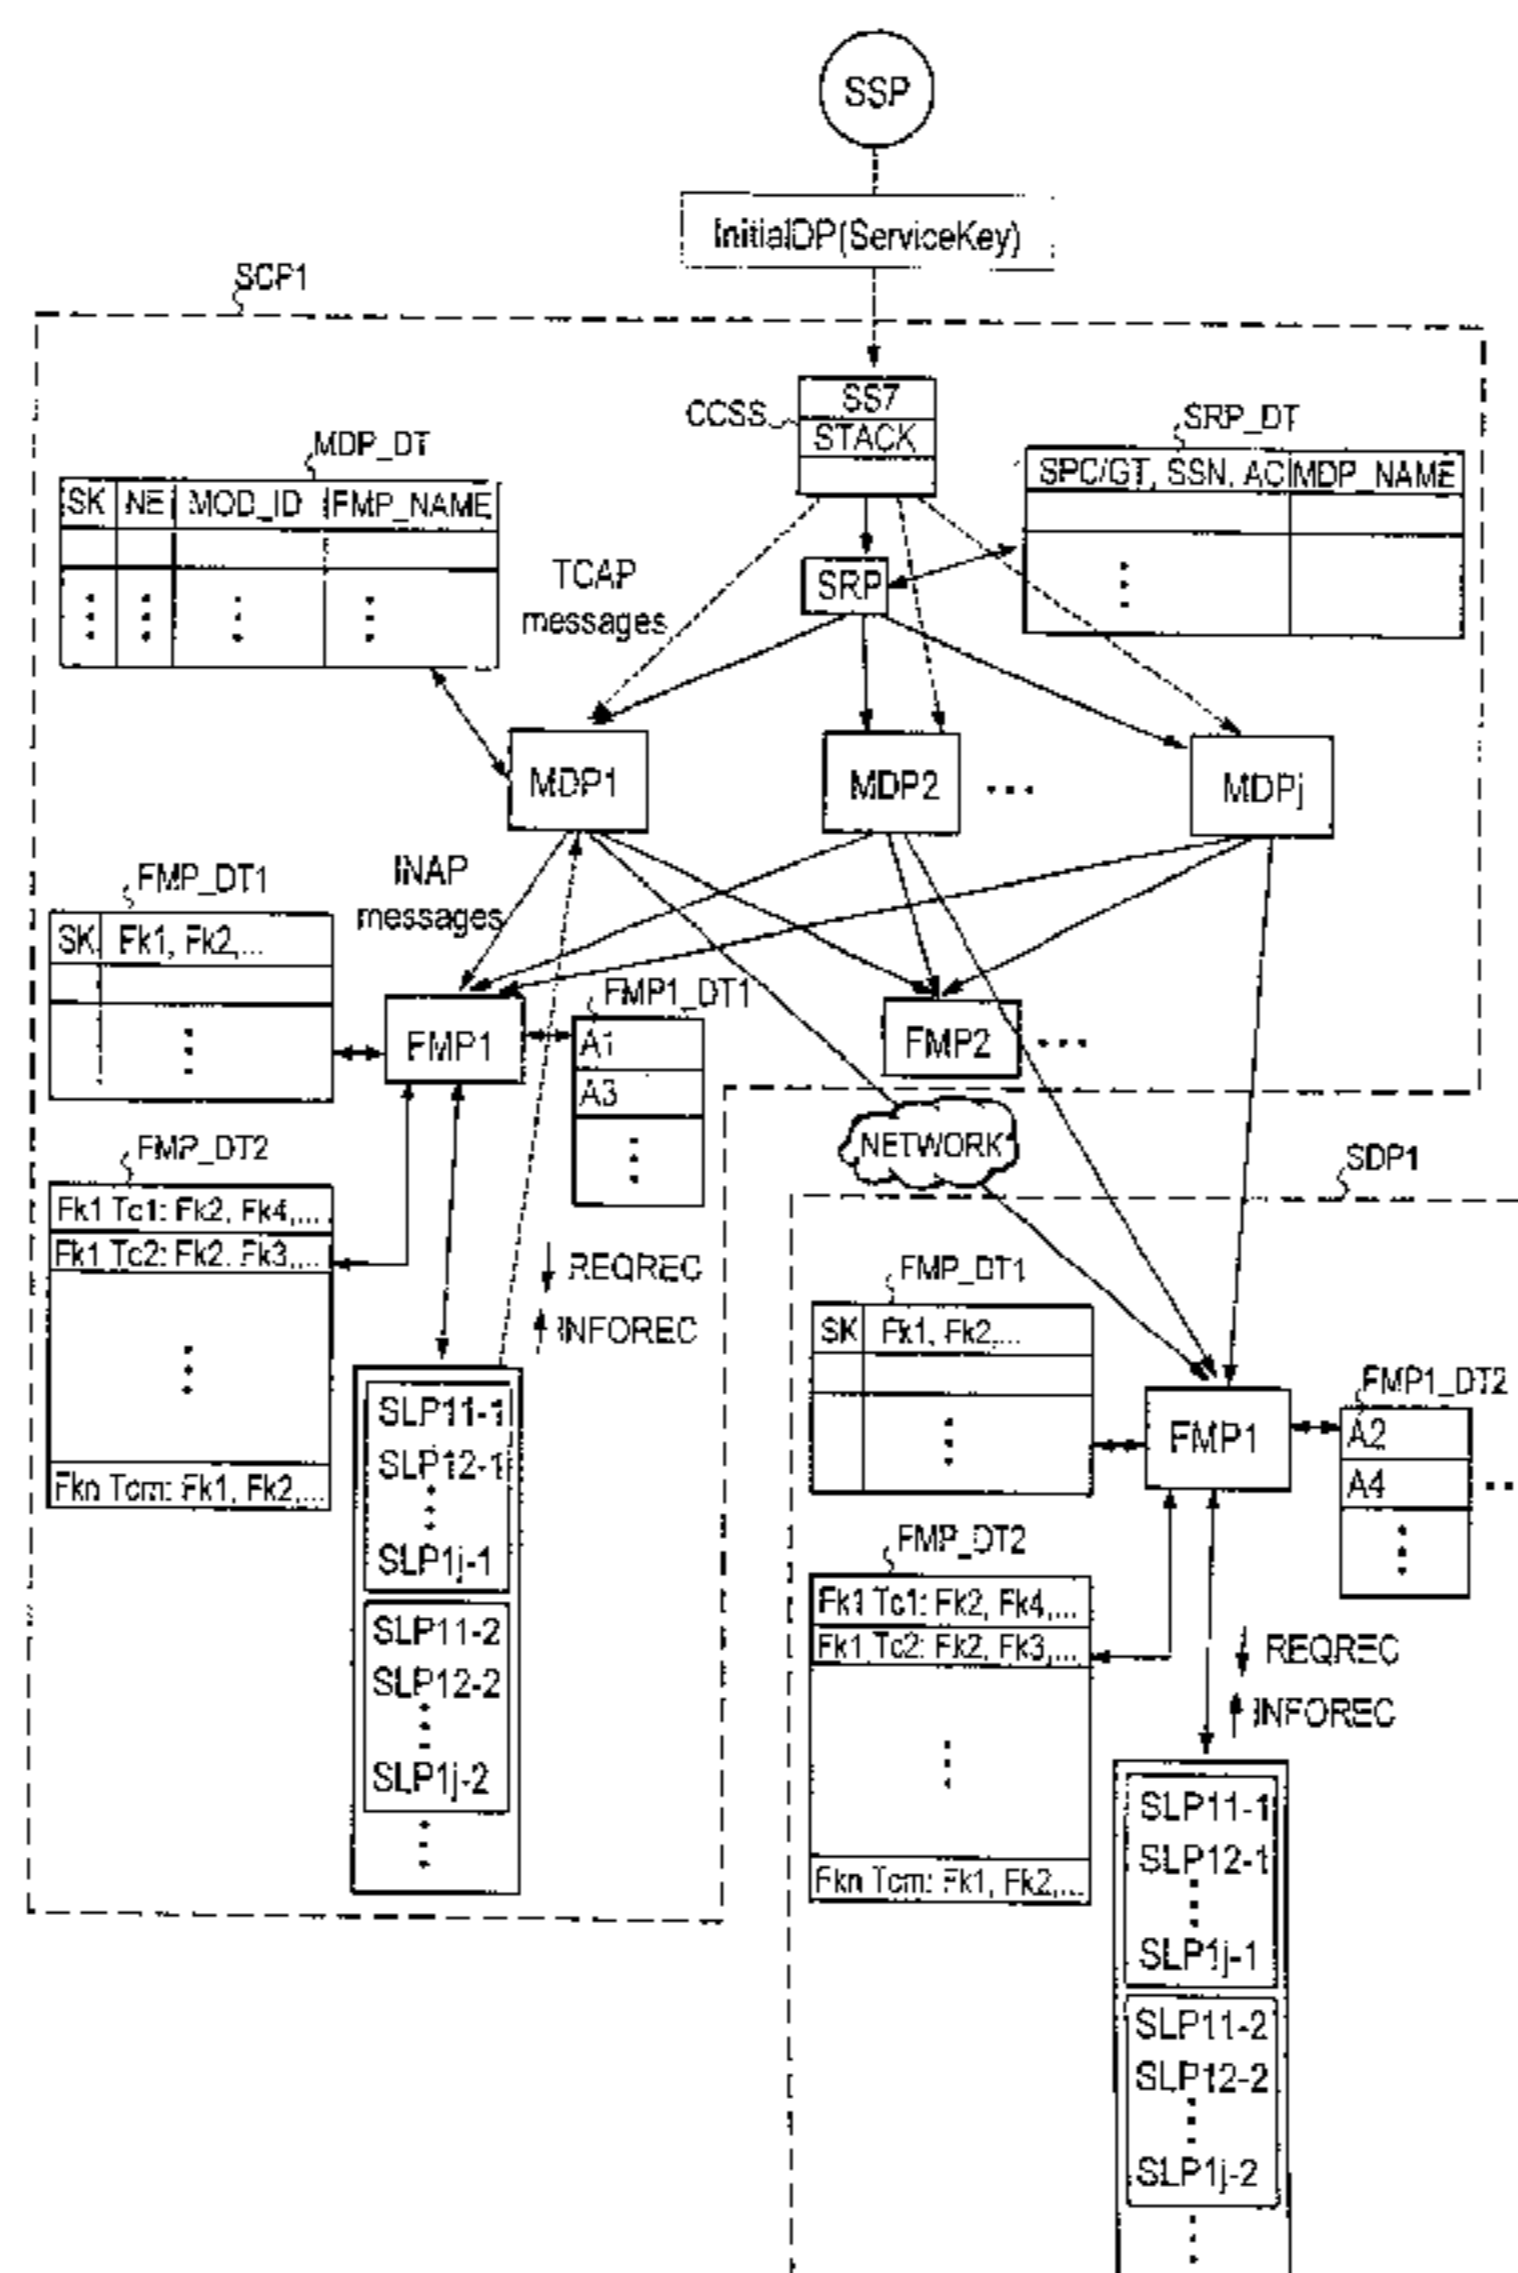 SSP
InitialDP(ServiceKey)
SCP1
CCSS
SS7
STACK
MDP_DT
SK NE MOD_ID FMP_NAME
SRP_DT
SPC/GT, SSN, AC MDP_NAME
TCAP
messages
SRP
MDP1
MDP2
MDPj
INAP
messages
FMP_DT1
SK Fk1, Fk2,...
FMP1
FMP1_DT1
A1
A3
FMP2
NETWORK
FMP_DT2
Fk1 Tc1: Fk2, Fk4,...
Fk1 Tc2: Fk2, Fk3,...
Fkn Tcm: Fk1, Fk2,...
REQREC
INFOREC
SLP11-1
SLP12-1
SLP1j-1
SLP11-2
SLP12-2
SLP1j-2
SDP1
FMP_DT1
SK Fk1, Fk2,...
FMP1
FMP1_DT2
A2
A4
FMP_DT2
Fk1 Tc1: Fk2, Fk4,...
Fk1 Tc2: Fk2, Fk3,...
Fkn Tcm: Fk1, Fk2,...
REQREC
INFOREC
SLP11-1
SLP12-1
SLP1j-1
SLP11-2
SLP12-2
SLP1j-2